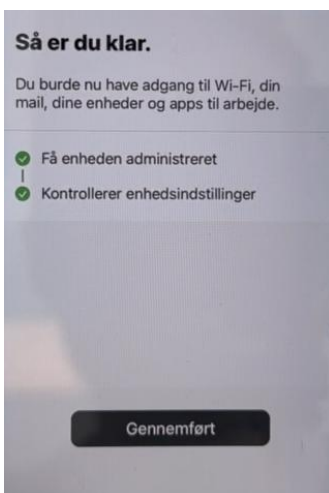 Så er du klar.
Du burde nu have adgang til Wi-Fi, din
mail, dine enheder og apps til arbejde.
Få enheden administreret
Kontrollerer enhedsindstillinger
Gennemført